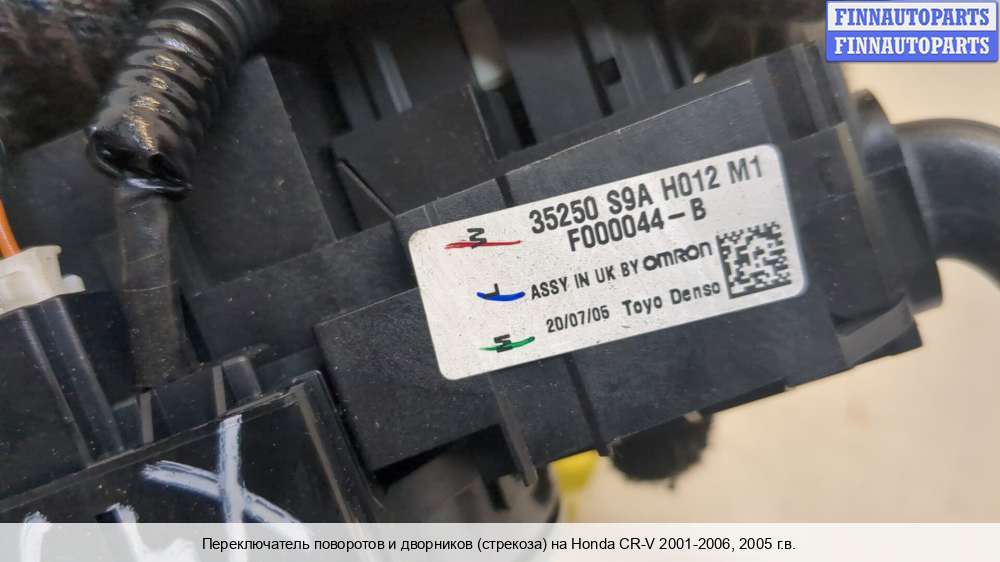 FINNAUTOPARTS
FINNAUTOPARTS
35250 S9A H012 M1
F000044-B
M
ASSY IN UK BY OMRON
L
20/07/05 Toyo Denso
M
Переключатель поворотов и дворников (стрекоза) на Honda CR-V 2001-2006, 2005 г.в.